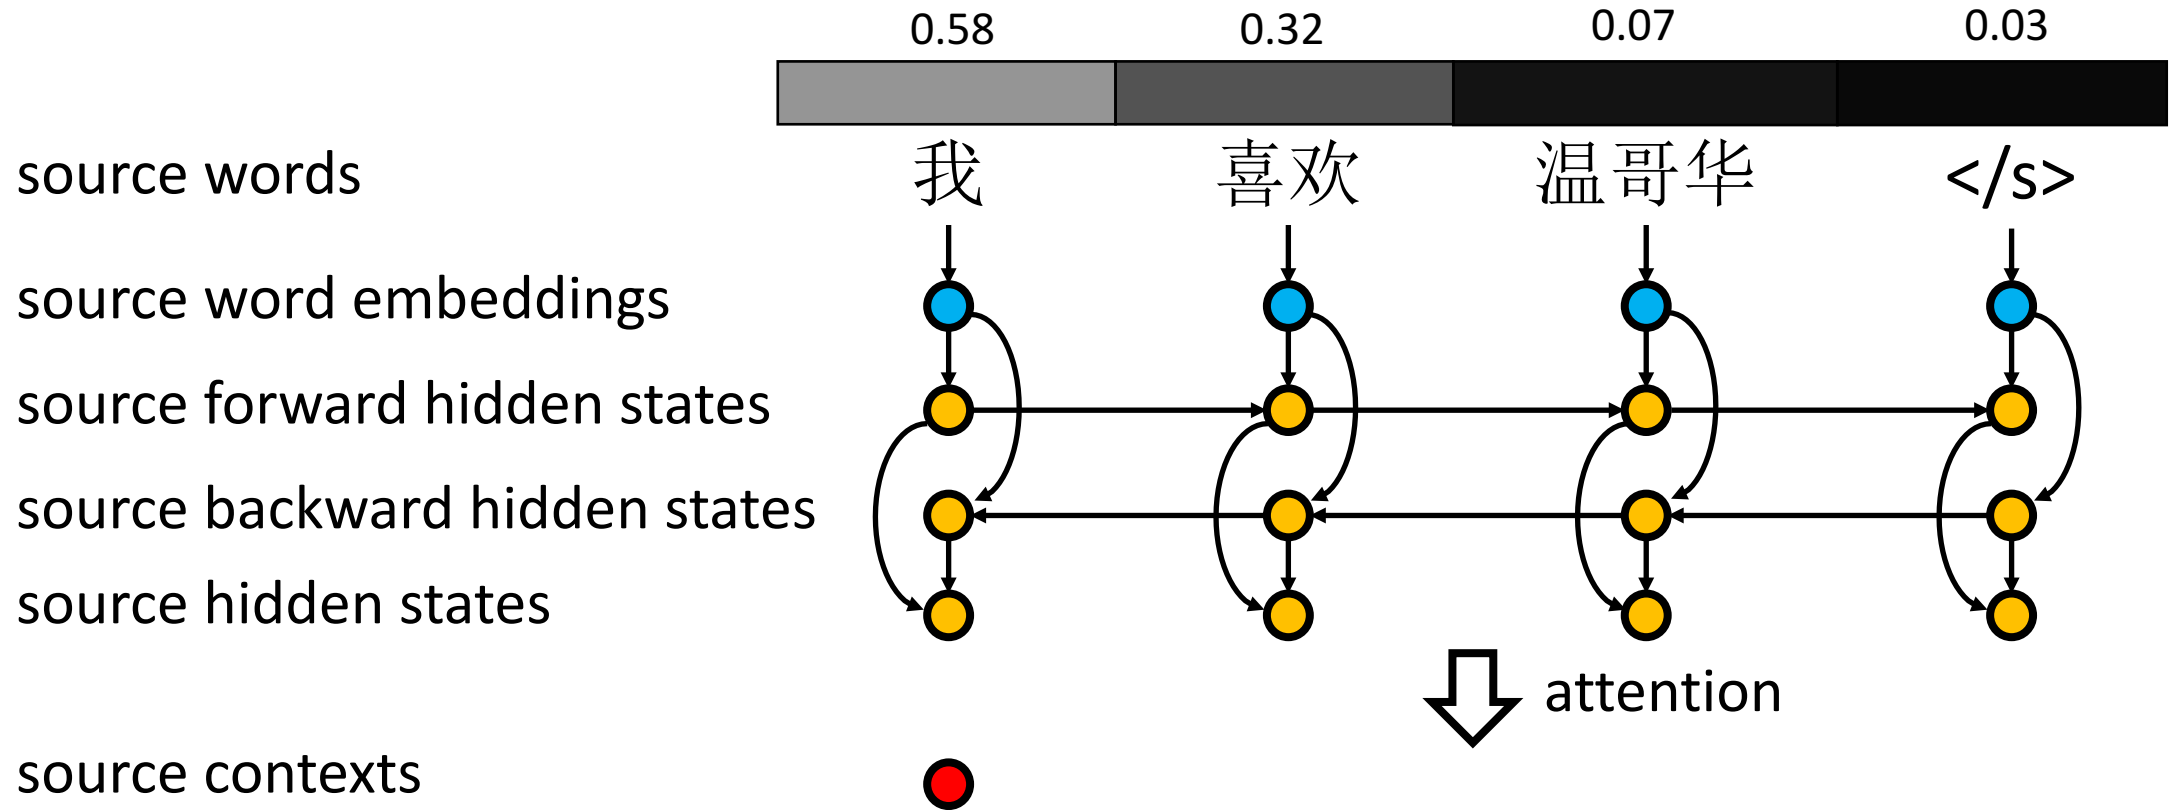 0.58 0.32 0.07 0.03
source words 我 喜欢 温哥华 </s>
source word embeddings
source forward hidden states
source backward hidden states
source hidden states
attention
source contexts